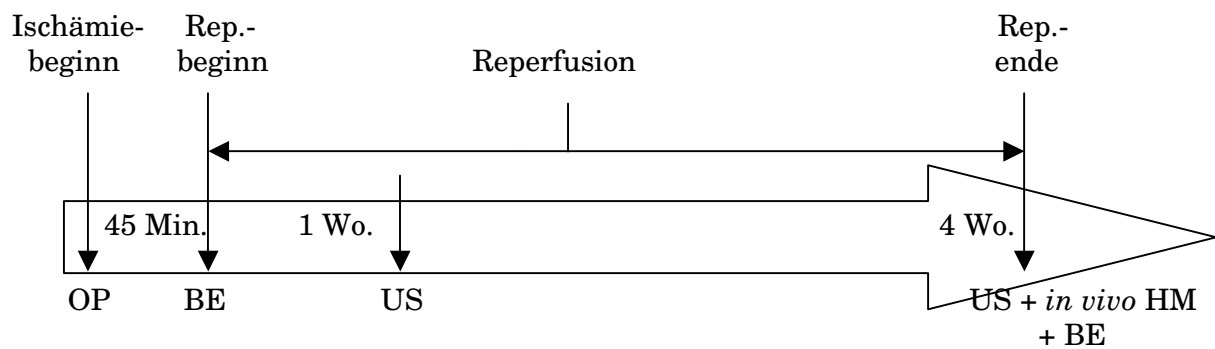 Ischämie-
beginn
Rep.-
beginn
Reperfusion
Rep.-
ende
45 Min.
1 Wo.
4 Wo.
OP
BE
US
US + in vivo HM
+ BE